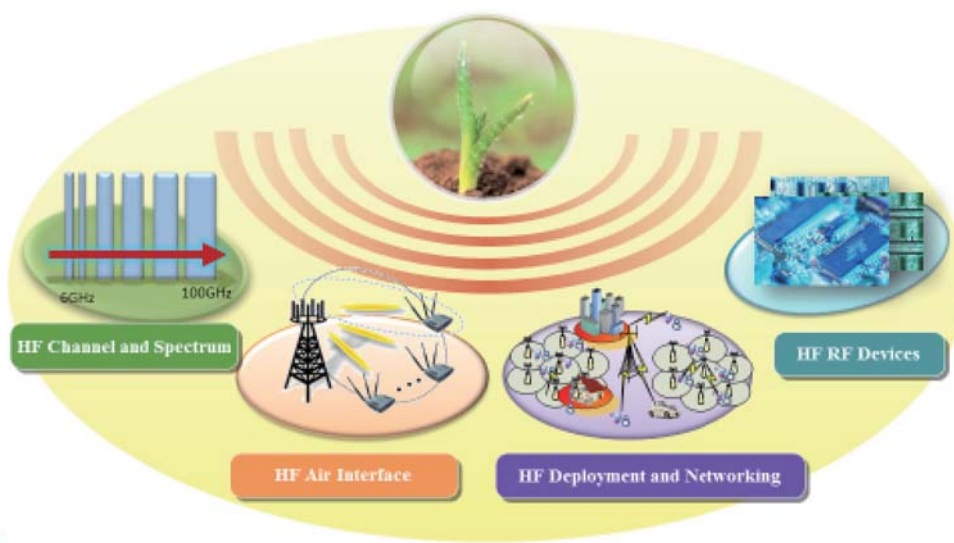 6GHz
100GHz
HF Channel and Spectrum
HF RF Devices
HF Air Interface
HF Deployment and Networking